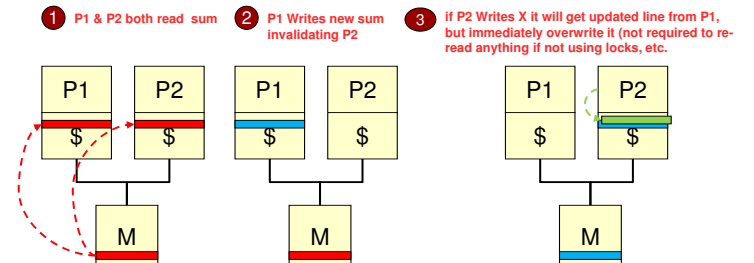 1 P1 & P2 both read sum
2 P1 Writes new sum
invalidating P2
3 if P2 Writes X it will get updated line from P1,
but immediately overwrite it (not required to re-
read anything if not using locks, etc.
P1 P2 P1 P2 P1 P2
$ $ $ $ $ $
M M M